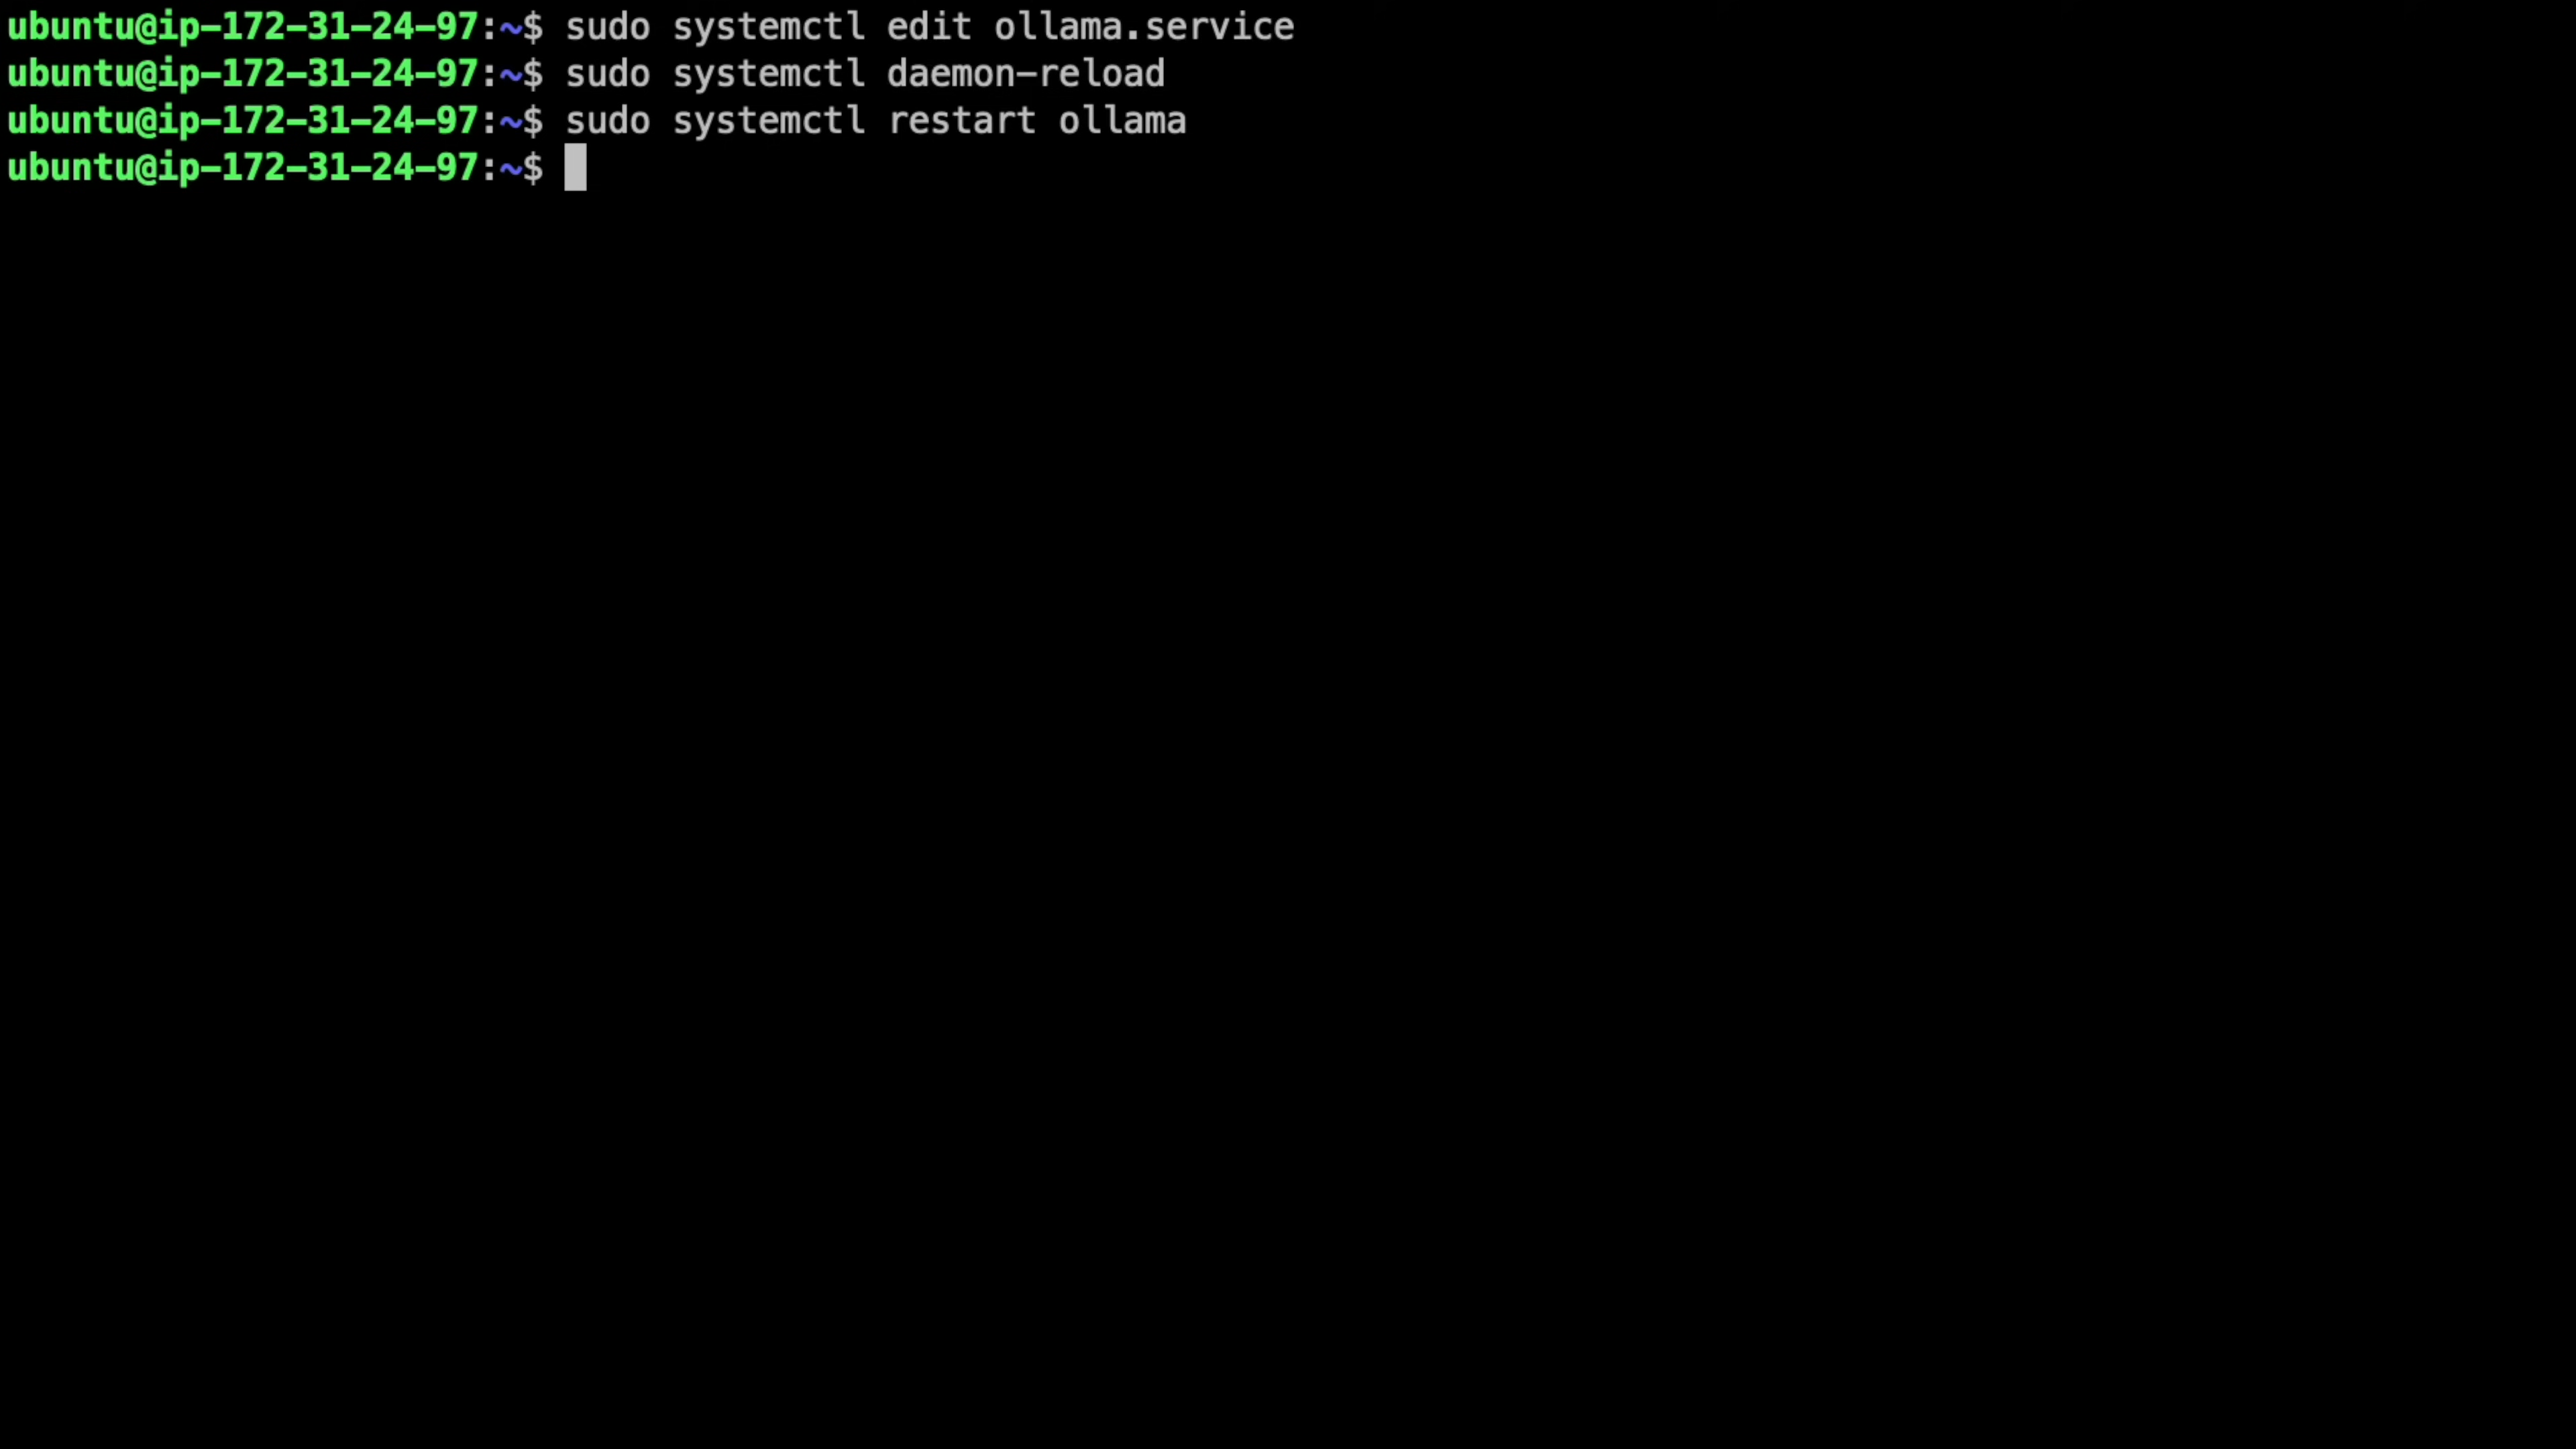 ubuntu@ip-172-31-24-97:~$ sudo systemctl edit ollama.service
ubuntu@ip-172-31-24-97:~$ sudo systemctl daemon-reload
ubuntu@ip-172-31-24-97:~$ sudo systemctl restart ollama
ubuntu@ip-172-31-24-97:~$